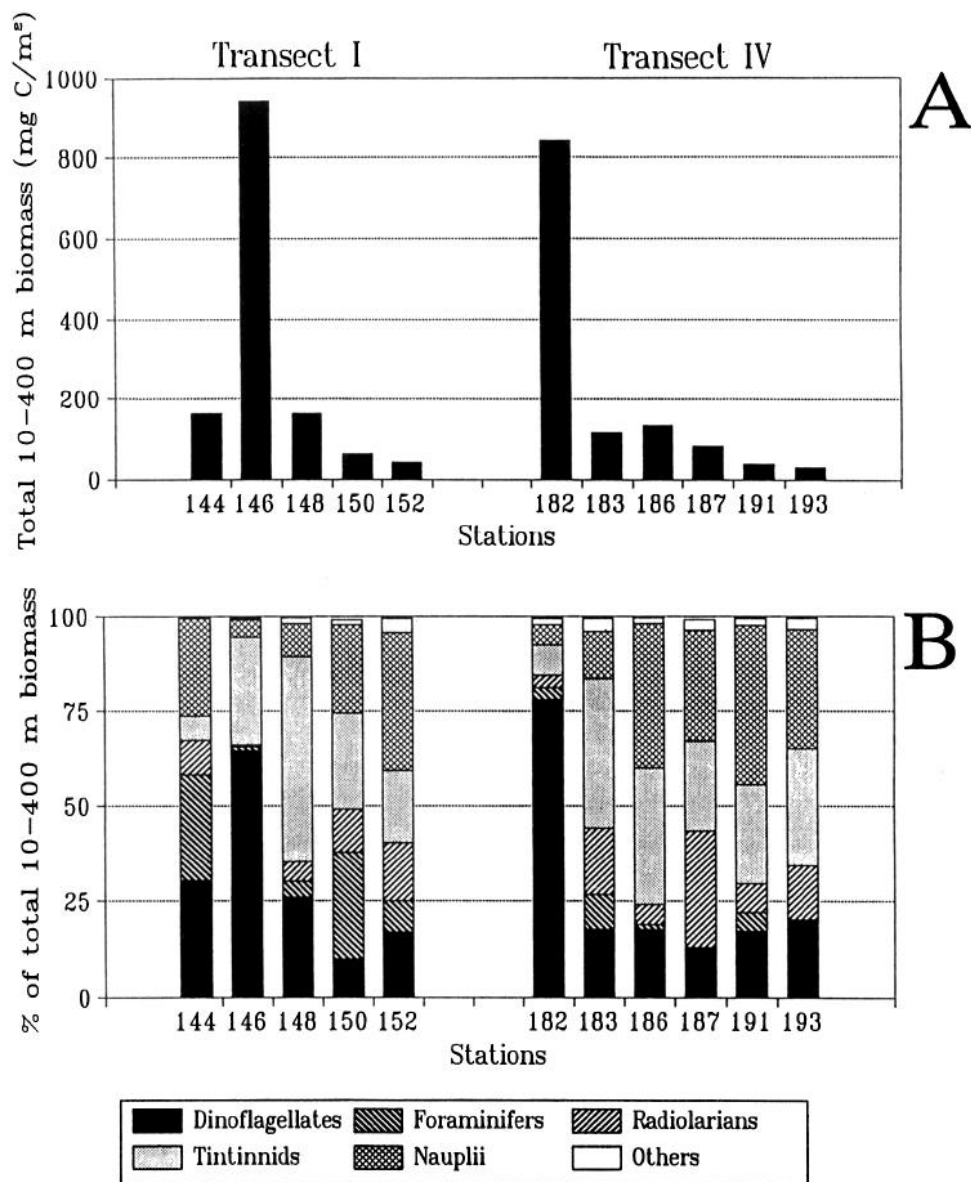 Transect I
Transect IV
A
Total 10-400 m biomass (mg C/m²)
1000
800
600
400
200
0
144 146 148 150 152
182 183 186 187 191 193
Stations
B
% of total 10-400 m biomass
100
75
50
25
0
144 146 148 150 152
182 183 186 187 191 193
Stations
Dinoflagellates
Foraminifers
Radiolarians
Tintinnids
Nauplii
Others